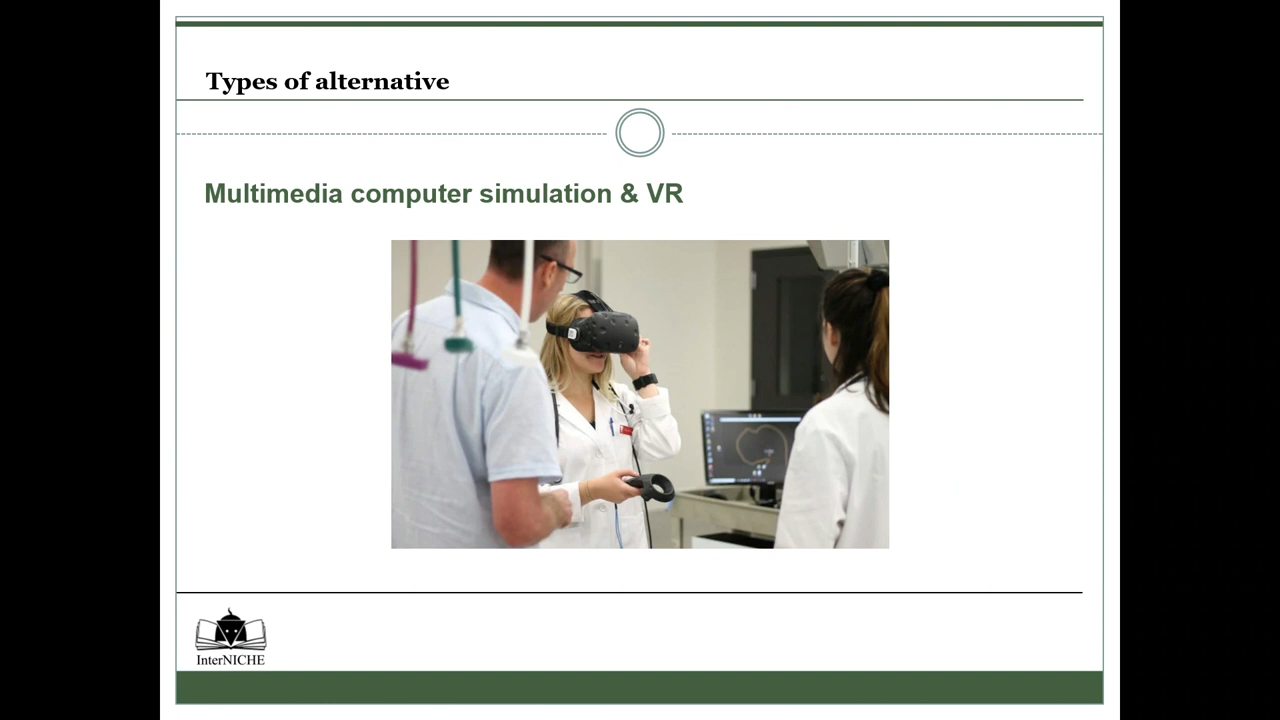 Types of alternative
Multimedia computer simulation & VR
InterNICHE